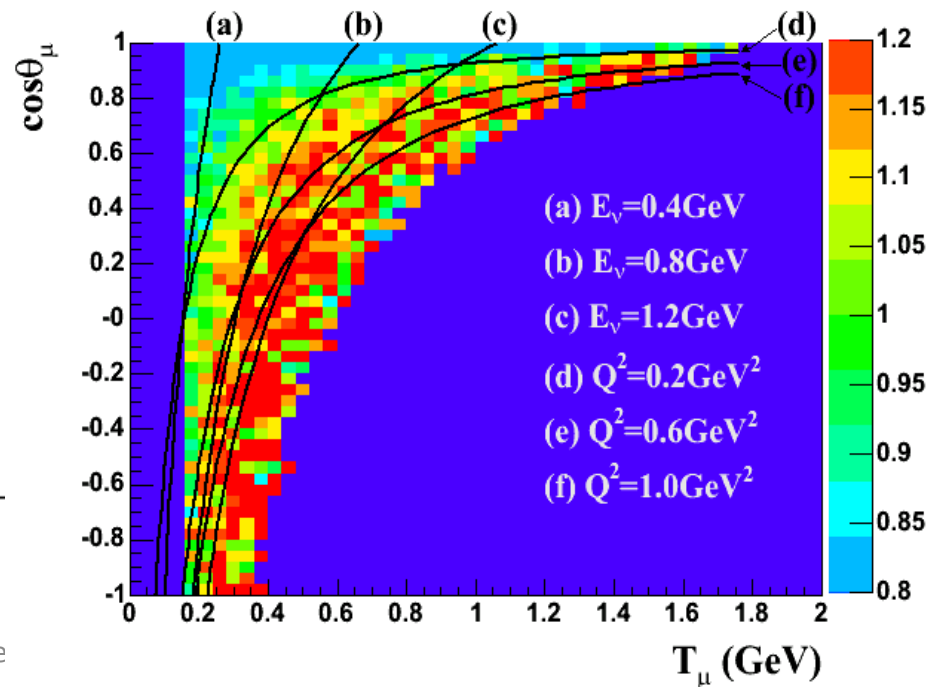 (a) (b) (c) (d)
(e)
(f)
cosθμ
1
0.8
0.6
0.4
0.2
-0
-0.2
-0.4
-0.6
-0.8
-1
0 0.2 0.4 0.6 0.8 1 1.2 1.4 1.6 1.8 2
Tμ (GeV)
(a) Eν=0.4GeV
(b) Eν=0.8GeV
(c) Eν=1.2GeV
(d) Q²=0.2GeV²
(e) Q²=0.6GeV²
(f) Q²=1.0GeV²
1.2
1.15
1.1
1.05
1
0.95
0.9
0.85
0.8